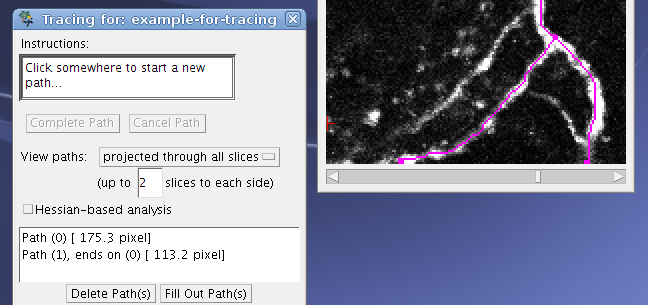 Tracing for: example-for-tracing
Instructions:
Click somewhere to start a new
path...
Complete Path Cancel Path
View paths: projected through all slices
(up to 2 slices to each side)
Hessian-based analysis
Path (0) [ 175.3 pixel]
Path (1), ends on (0) [ 113.2 pixel]
Delete Path(s) Fill Out Path(s)